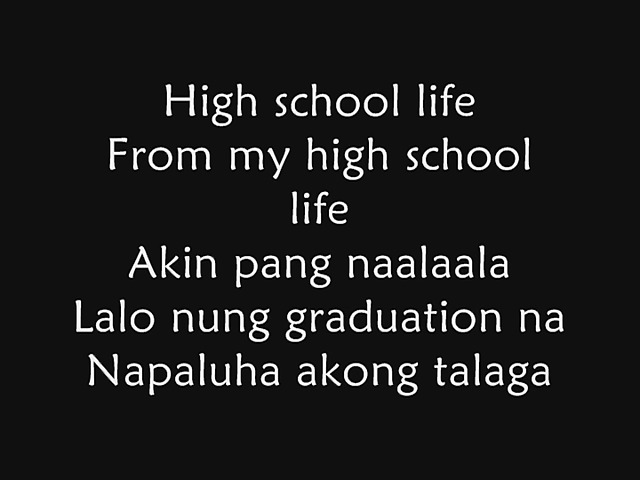 High school life
From my high school
life
Akin pang naalaala
Lalo nung graduation na
Napaluha akong talaga